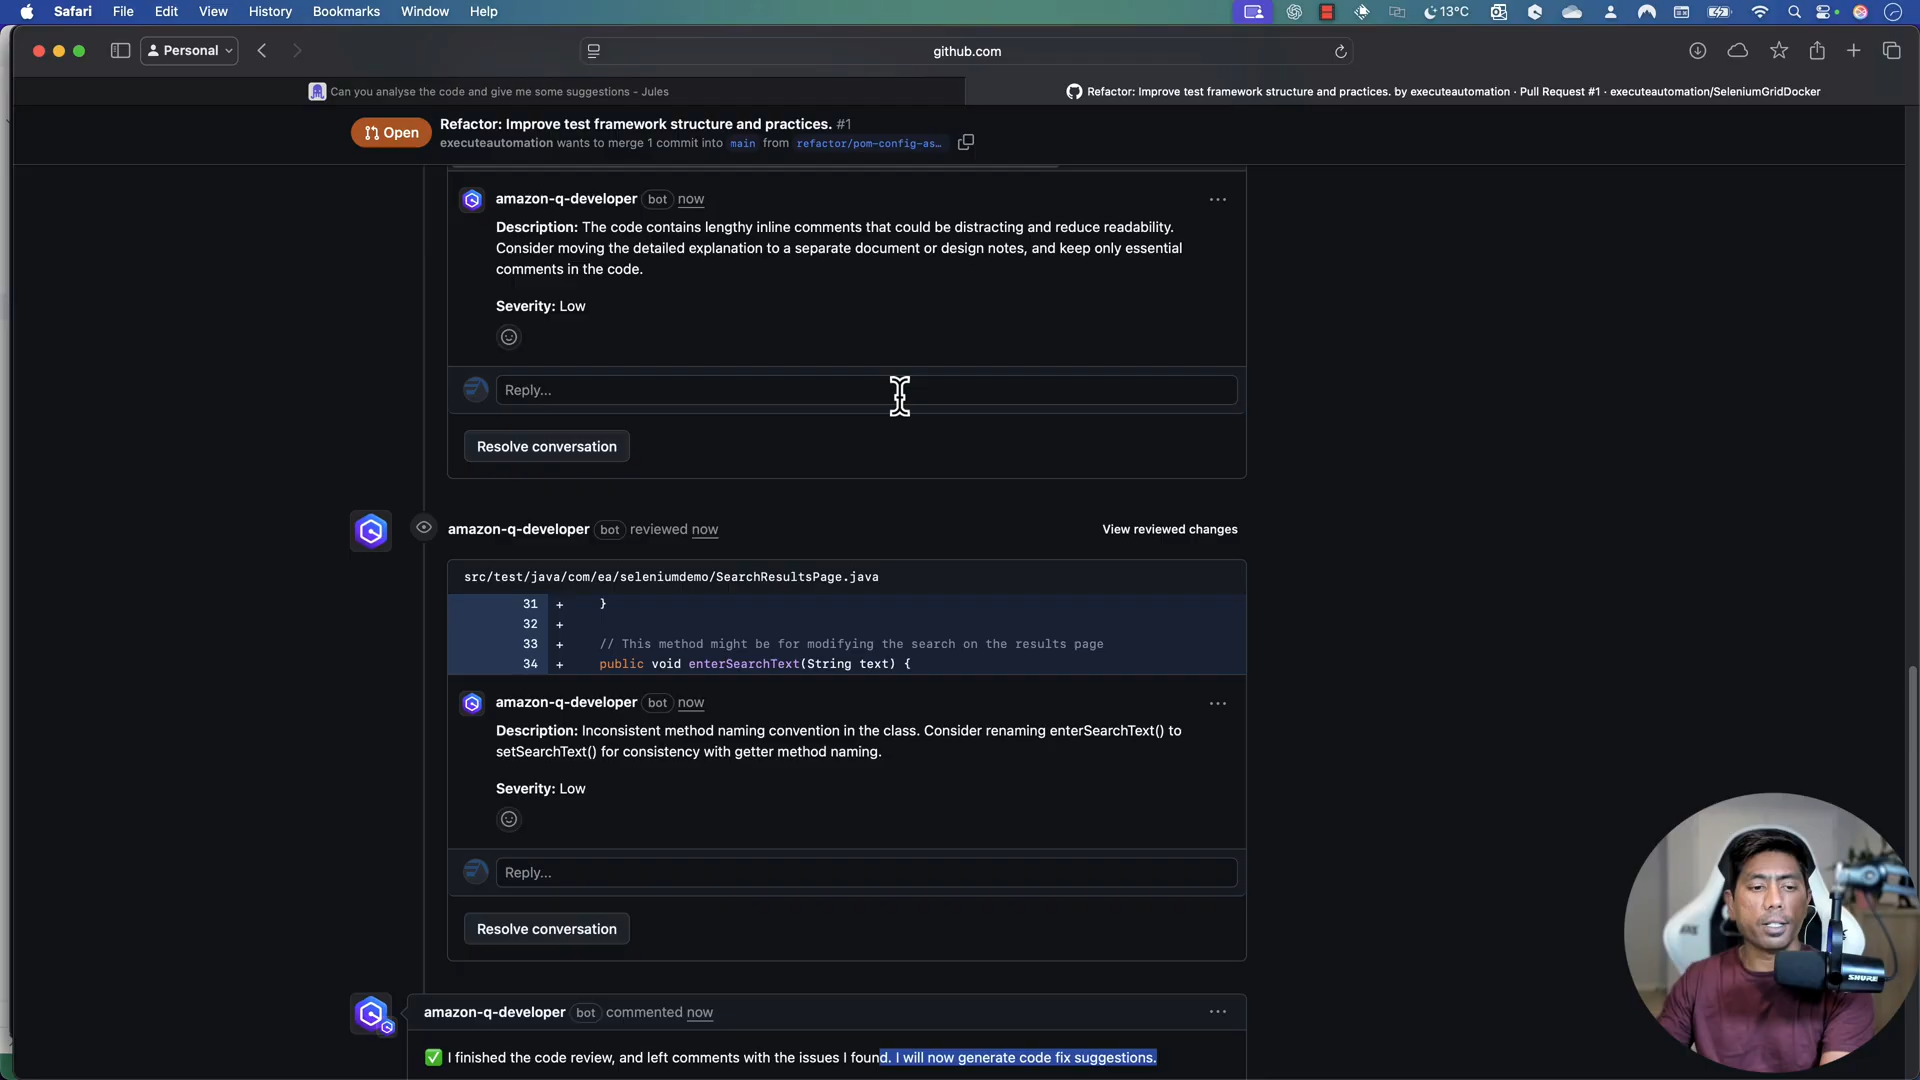 Safari File Edit View History Bookmarks Window Help 13°C
Personal github.com
Can you analyse the code and give me some suggestions - Jules
Refactor: Improve test framework structure and practices. by executeautomation · Pull Request #1 · executeautomation/SeleniumGridDocker
Open
Refactor: Improve test framework structure and practices. #1
executeautomation wants to merge 1 commit into main from refactor/pom-config-as…
amazon-q-developer bot now
Description: The code contains lengthy inline comments that could be distracting and reduce readability.
Consider moving the detailed explanation to a separate document or design notes, and keep only essential
comments in the code.
Severity: Low
Reply...
Resolve conversation
amazon-q-developer bot reviewed now
View reviewed changes
src/test/java/com/ea/seleniumdemo/SearchResultsPage.java
31 + }
32 +
33 + // This method might be for modifying the search on the results page
34 + public void enterSearchText(String text) {
amazon-q-developer bot now
Description: Inconsistent method naming convention in the class. Consider renaming enterSearchText() to
setSearchText() for consistency with getter method naming.
Severity: Low
Reply...
Resolve conversation
amazon-q-developer bot commented now
✅ I finished the code review, and left comments with the issues I found. I will now generate code fix suggestions.
SHURE